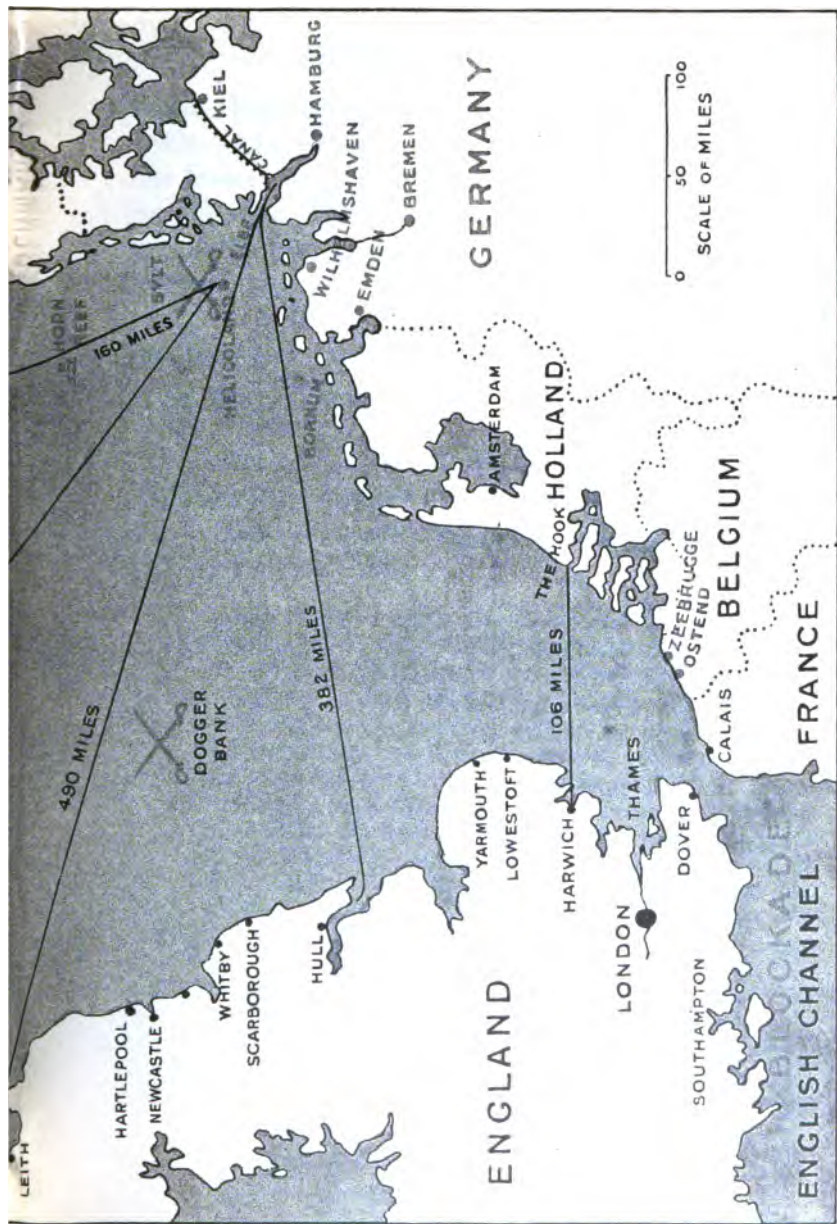 LEITH
HARTLEPOOL
NEWCASTLE
WHITBY
SCARBOROUGH
HULL
490 MILES
DOGGER
BANK
382 MILES
160 MILES
HORN
REEF
SYLT
HELIGOLAND
BORKUM
CANAL
KIEL
HAMBURG
WILHELMSHAVEN
BREMEN
EMDEN
GERMANY
ENGLAND
YARMOUTH
LOWESTOFT
HARWICH
106 MILES
THE HOOK
HOLLAND
AMSTERDAM
THAMES
LONDON
DOVER
SOUTHAMPTON
ZEEBRUGGE
OSTEND
BELGIUM
CALAIS
FRANCE
BLOCKADE
ENGLISH CHANNEL
0 50 100
SCALE OF MILES